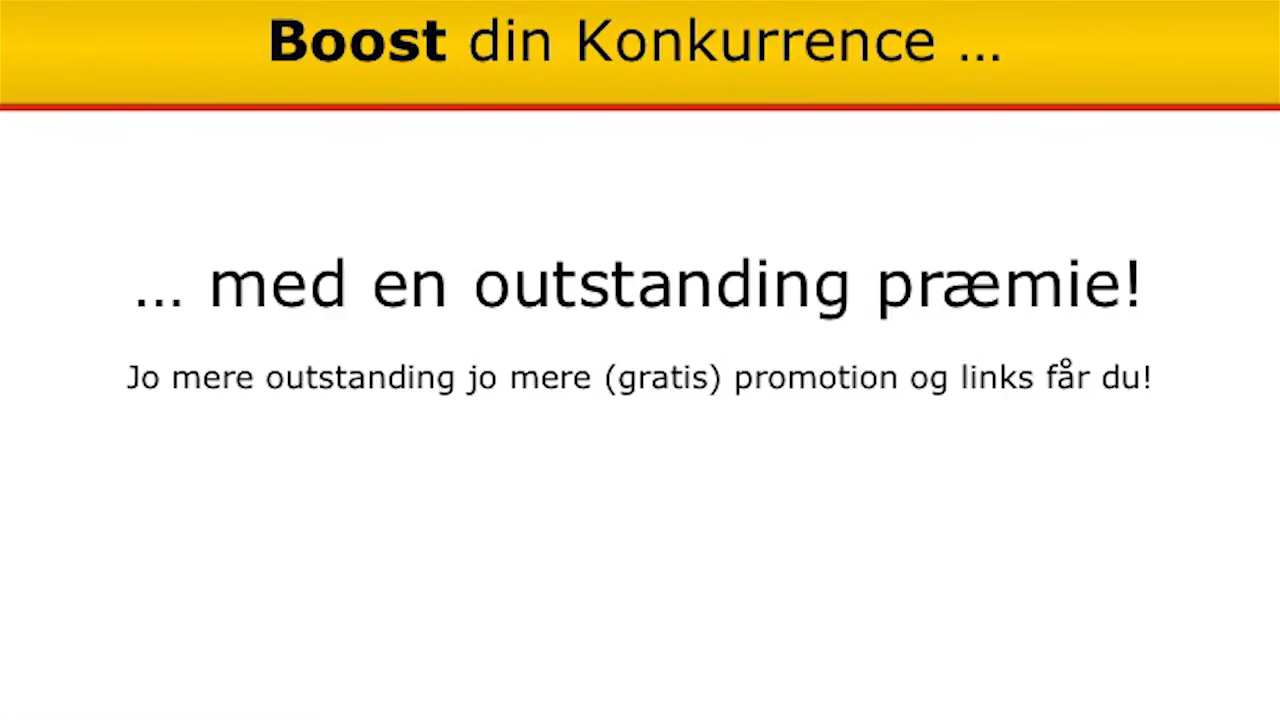 Boost din Konkurrence …
… med en outstanding præmie!
Jo mere outstanding jo mere (gratis) promotion og links får du!